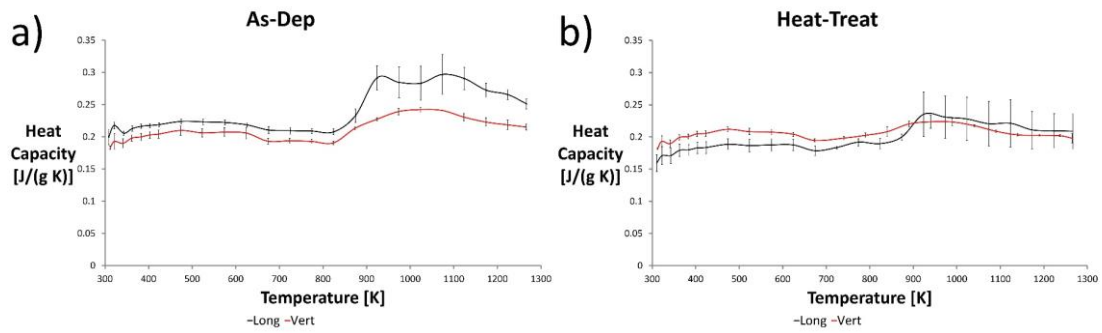 a)
As-Dep
0.35
0.3
0.25
0.2
0.15
0.1
0.05
0
Heat
Capacity
[J/(g K)]
300 400 500 600 700 800 900 1000 1100 1200 1300
Temperature [K]
Long Vert
b)
Heat-Treat
0.35
0.3
0.25
0.2
0.15
0.1
0.05
0
Heat
Capacity
[J/(g K)]
300 400 500 600 700 800 900 1000 1100 1200 1300
Temperature [K]
Long Vert